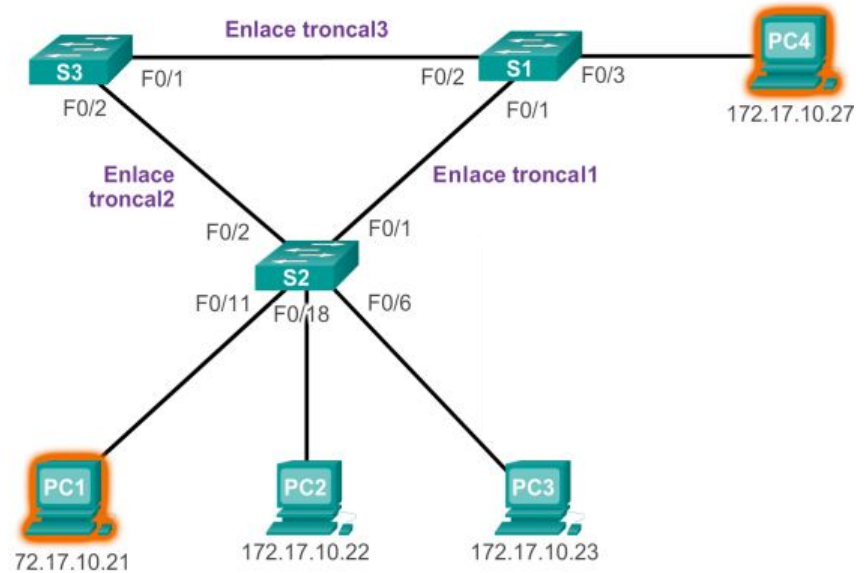 Enlace troncal3
PC4
S3
S1
F0/1
F0/2
F0/3
F0/2
F0/1
172.17.10.27
Enlace
troncal2
Enlace troncal1
F0/2
F0/1
S2
F0/11
F0/18
F0/6
PC1
PC2
PC3
72.17.10.21
172.17.10.22
172.17.10.23